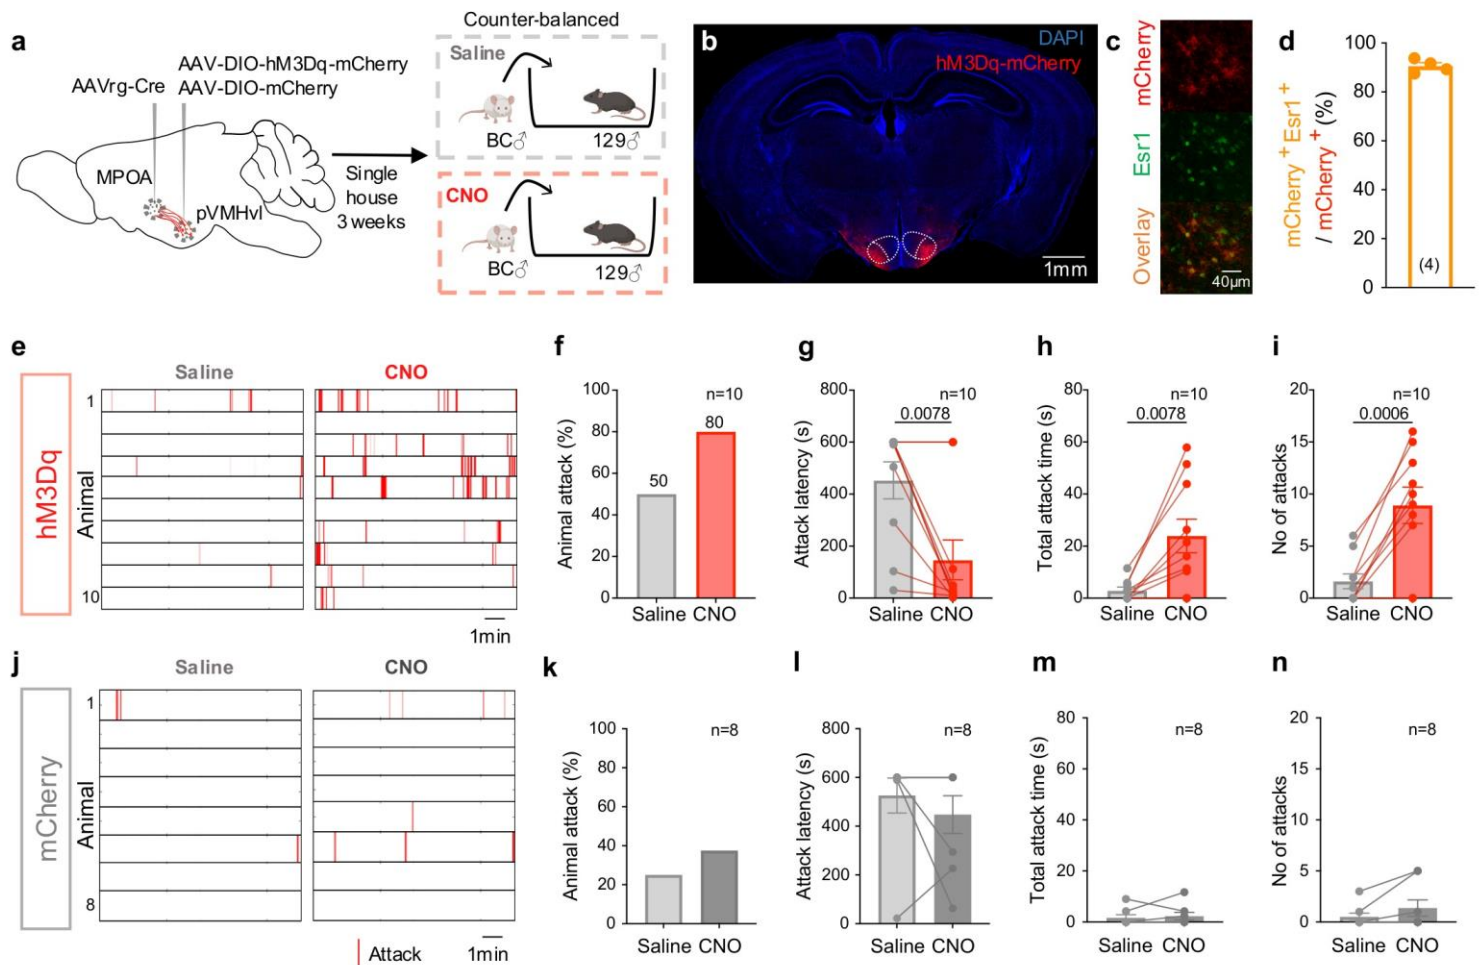 a
AAVrg-Cre
AAV-DIO-hM3Dq-mCherry
AAV-DIO-mCherry
MPOA
pVMHvl
Single
house
3 weeks
Counter-balanced
Saline
BC♂
129♂
CNO
BC♂
129♂
b
DAPI
hM3Dq-mCherry
1mm
c
mCherry
Esr1
Overlay
40μm
d
mCherry⁺Esr1⁺
/ mCherry⁺ (%)
100
80
60
40
20
0
(4)
e
hM3Dq
Saline
CNO
Animal
1
10
1min
f
Animal attack (%)
100
80
60
40
20
0
n=10
50
80
Saline CNO
g
Attack latency (s)
800
600
400
200
0
n=10
0.0078
Saline CNO
h
Total attack time (s)
80
60
40
20
0
n=10
0.0078
Saline CNO
i
No of attacks
20
15
10
5
0
n=10
0.0006
Saline CNO
j
mCherry
Saline
CNO
Animal
1
8
Attack
1min
k
Animal attack (%)
100
80
60
40
20
0
n=8
Saline CNO
l
Attack latency (s)
800
600
400
200
0
n=8
Saline CNO
m
Total attack time (s)
80
60
40
20
0
n=8
Saline CNO
n
No of attacks
20
15
10
5
0
n=8
Saline CNO